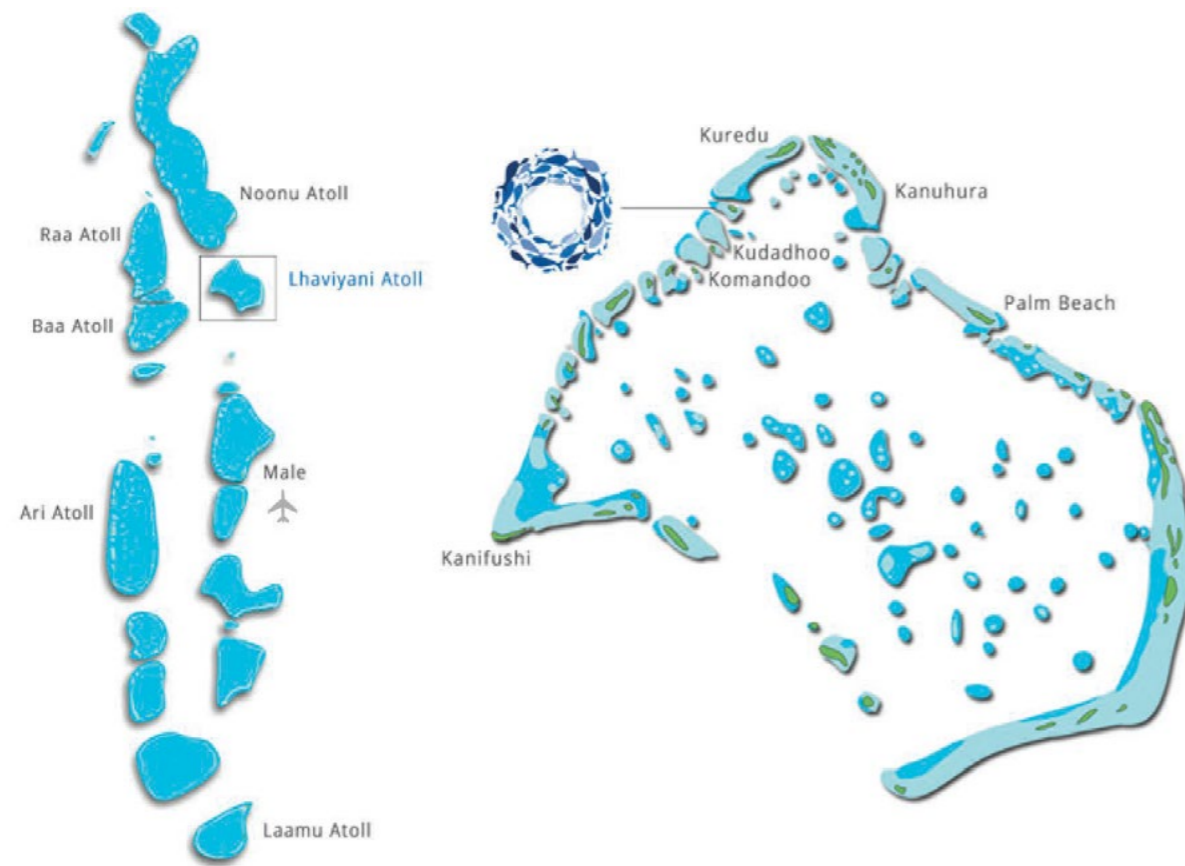 Noonu Atoll
Raa Atoll
Lhaviyani Atoll
Baa Atoll
Male
Ari Atoll
Laamu Atoll
Kuredu
Kanuhura
Kudadhoo
Komandoo
Palm Beach
Kanifushi